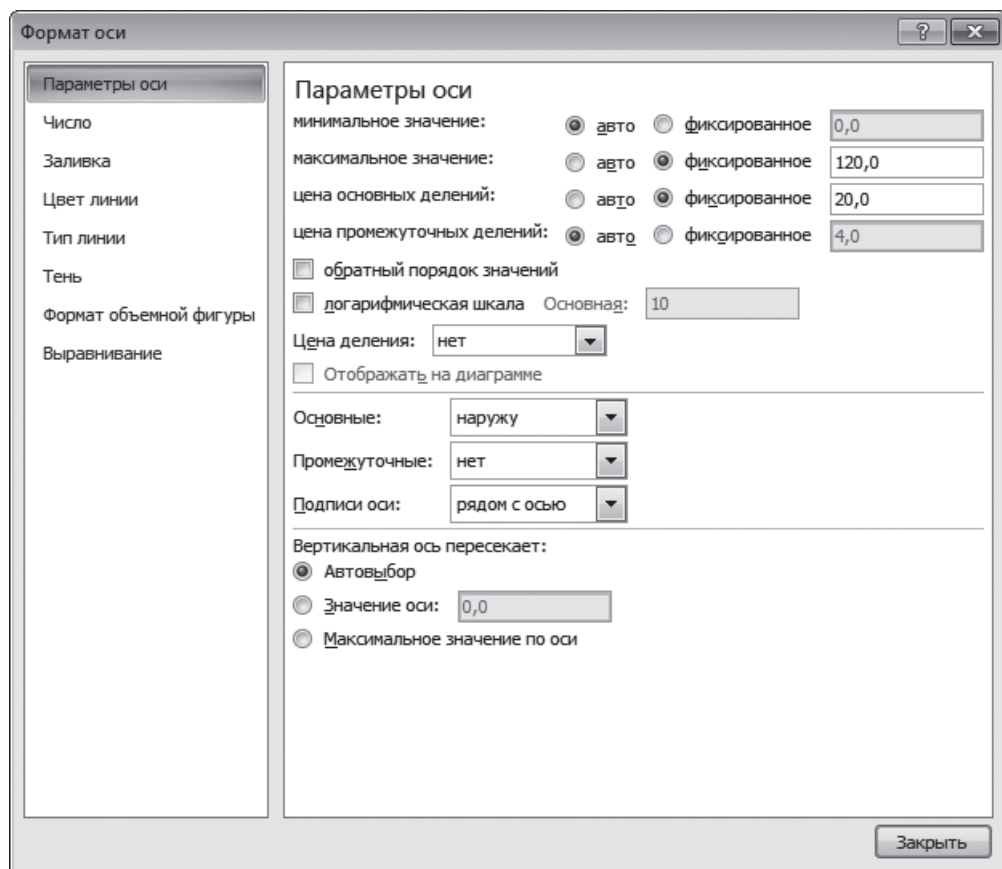 Формат оси
Параметры оси
Число
Заливка
Цвет линии
Тип линии
Тень
Формат объемной фигуры
Выравнивание
Параметры оси
минимальное значение: авто фиксированное 0,0
максимальное значение: авто фиксированное 120,0
цена основных делений: авто фиксированное 20,0
цена промежуточных делений: авто фиксированное 4,0
обратный порядок значений
логарифмическая шкала Основная: 10
Цена деления: нет
Отображать на диаграмме
Основные: наружу
Промежуточные: нет
Подписи оси: рядом с осью
Вертикальная ось пересекает:
Автовыбор
Значение оси: 0,0
Максимальное значение по оси
Закрыть